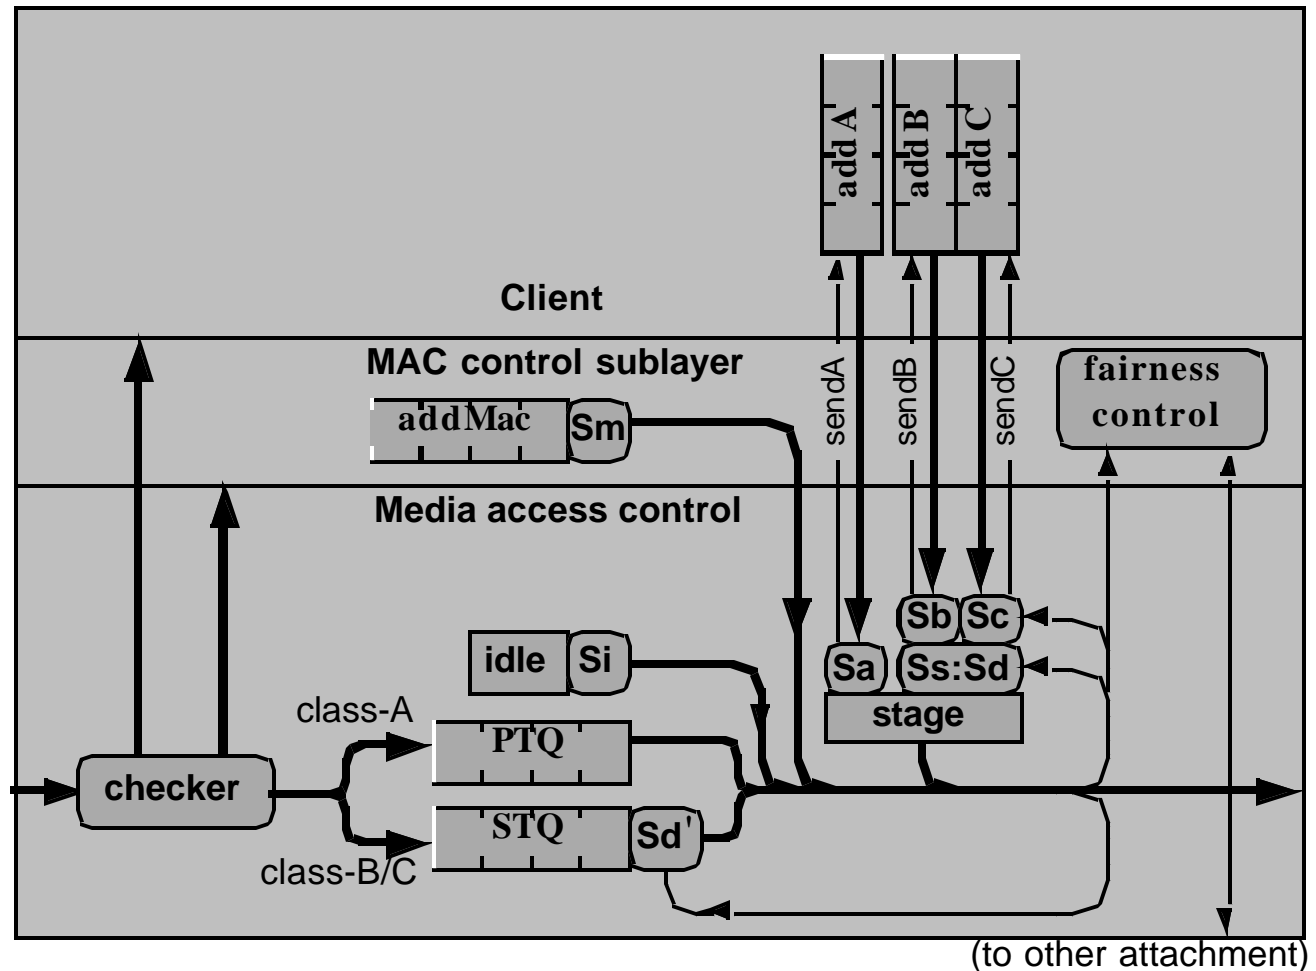 add A
add B
add C
Client
MAC control sublayer
addMac
Sm
sendA
sendB
sendC
fairness
control
Media access control
idle
Si
Sb
Sc
Sa
Ss:Sd
stage
class-A
PTQ
checker
STQ
Sd'
class-B/C
(to other attachment)